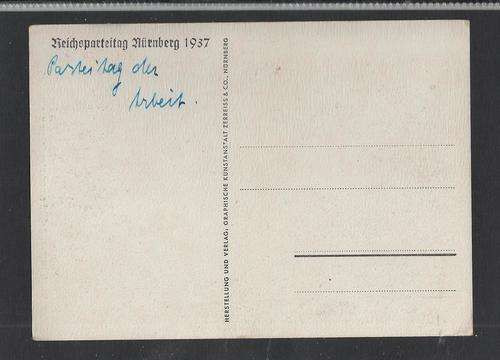 Reichsparteitag Nürnberg 1937
Parteitag der
Arbeit.
HERSTELLUNG UND VERLAG: GRAPHISCHE KUNSTANSTALT ZERREISS & CO., NÜRNBERG